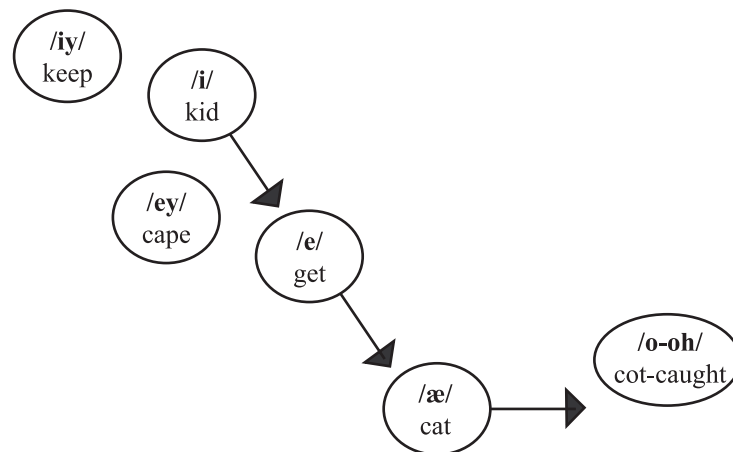 /iy/
keep
/i/
kid
/ey/
cape
/e/
get
/o-oh/
cot-caught
/æ/
cat